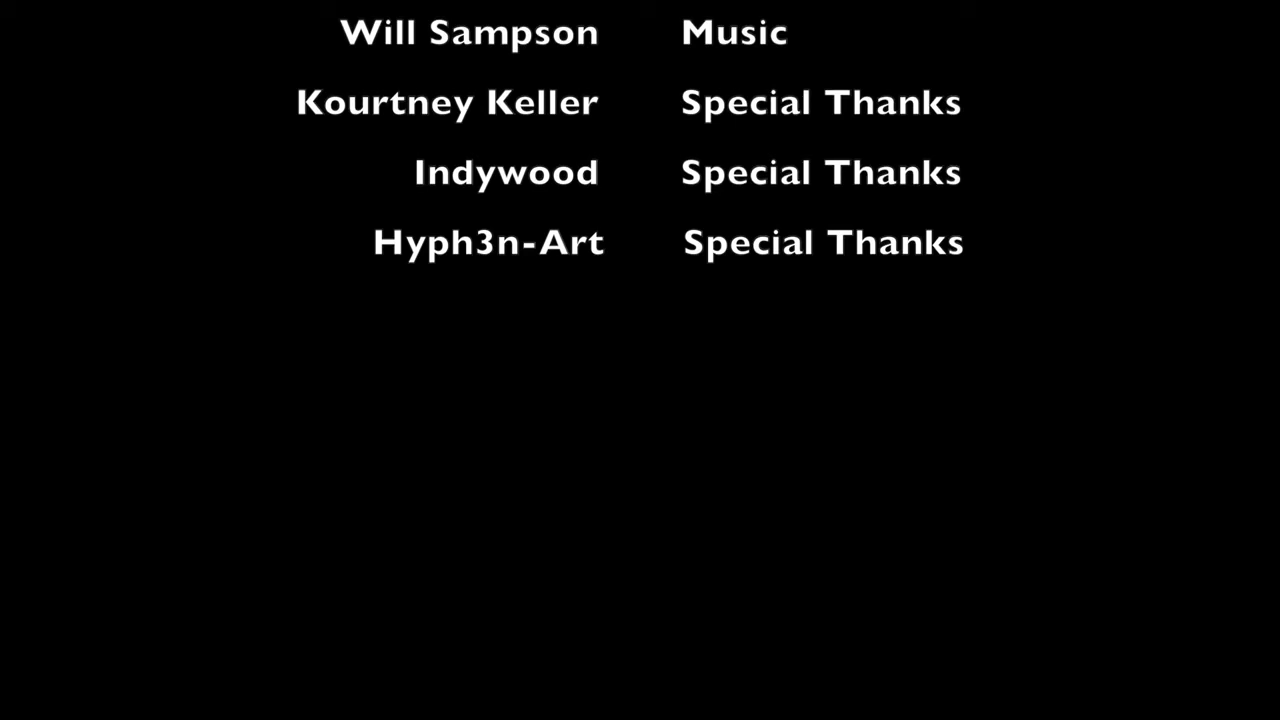 Will Sampson Music
Kourtney Keller Special Thanks
Indywood Special Thanks
Hyph3n-Art Special Thanks